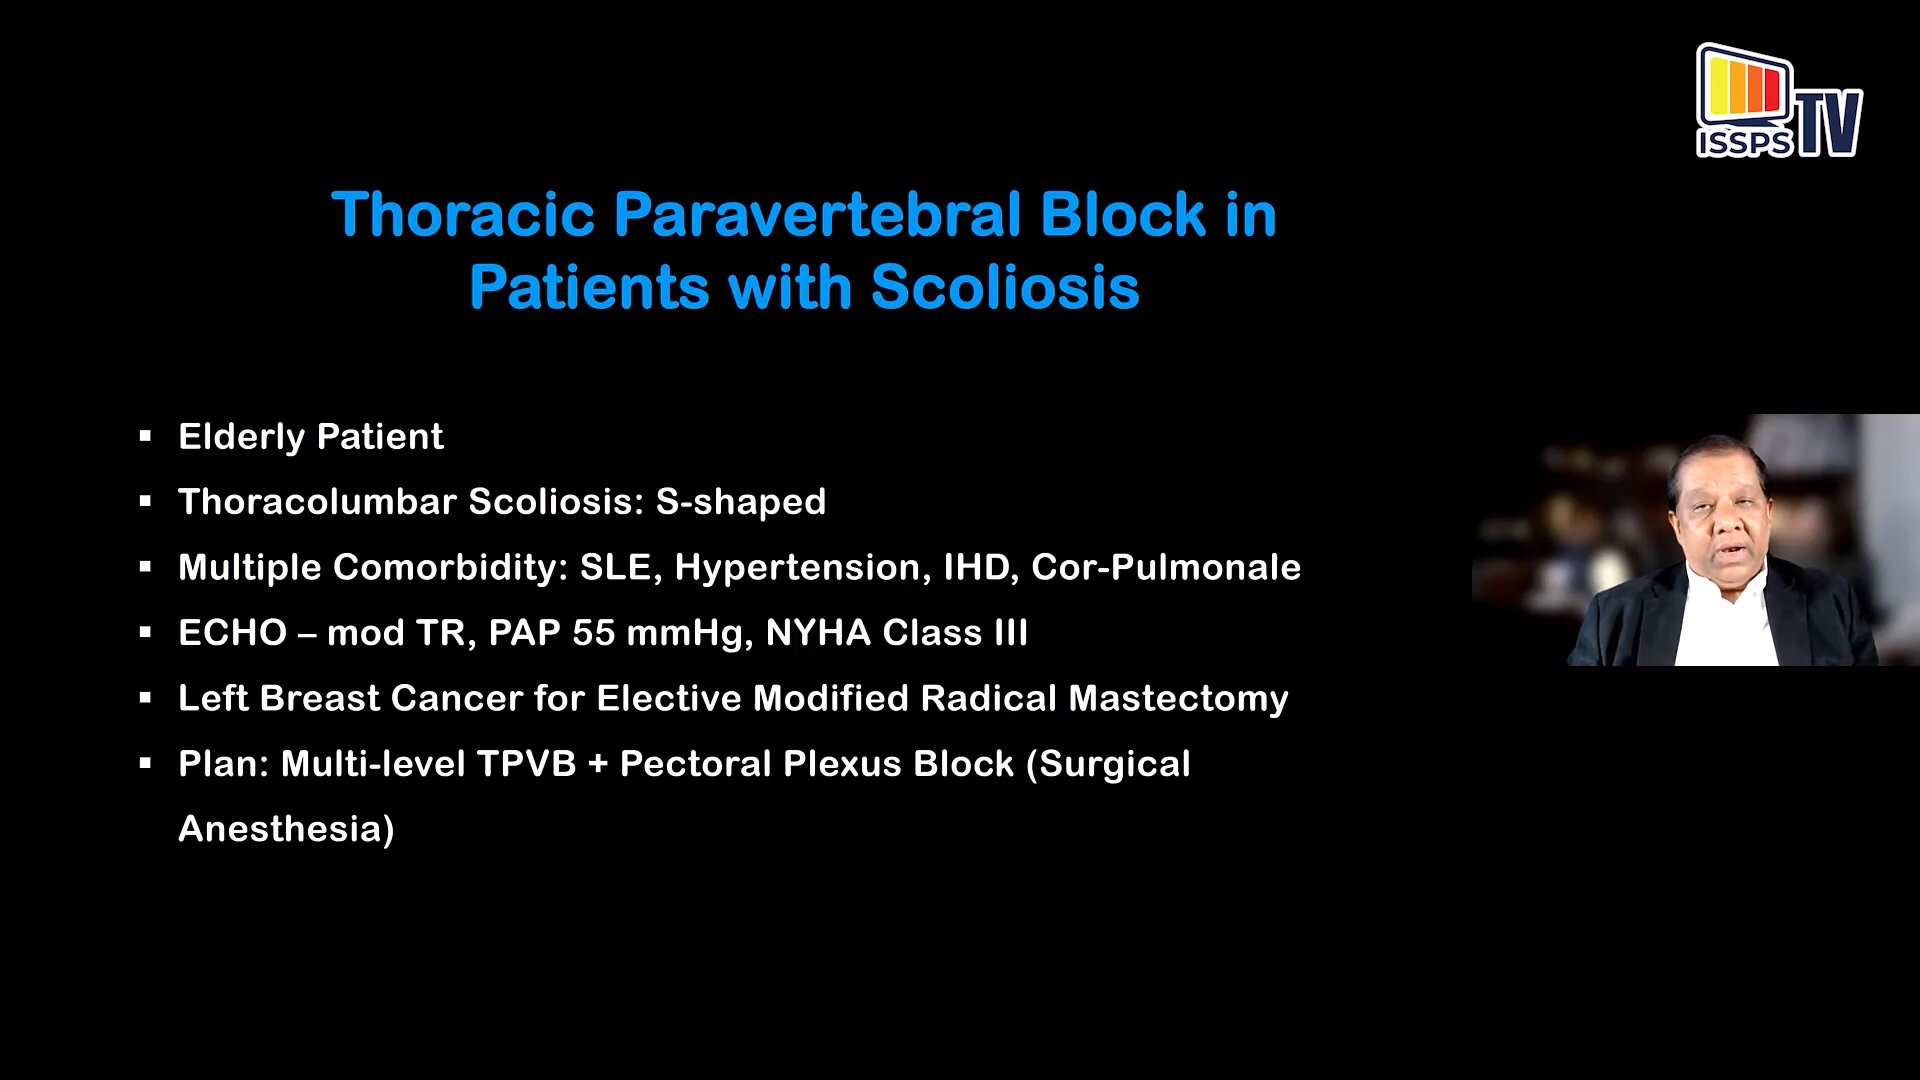 ISSPS TV
Thoracic Paravertebral Block in
Patients with Scoliosis
▪ Elderly Patient
▪ Thoracolumbar Scoliosis: S-shaped
▪ Multiple Comorbidity: SLE, Hypertension, IHD, Cor-Pulmonale
▪ ECHO – mod TR, PAP 55 mmHg, NYHA Class III
▪ Left Breast Cancer for Elective Modified Radical Mastectomy
▪ Plan: Multi-level TPVB + Pectoral Plexus Block (Surgical
Anesthesia)